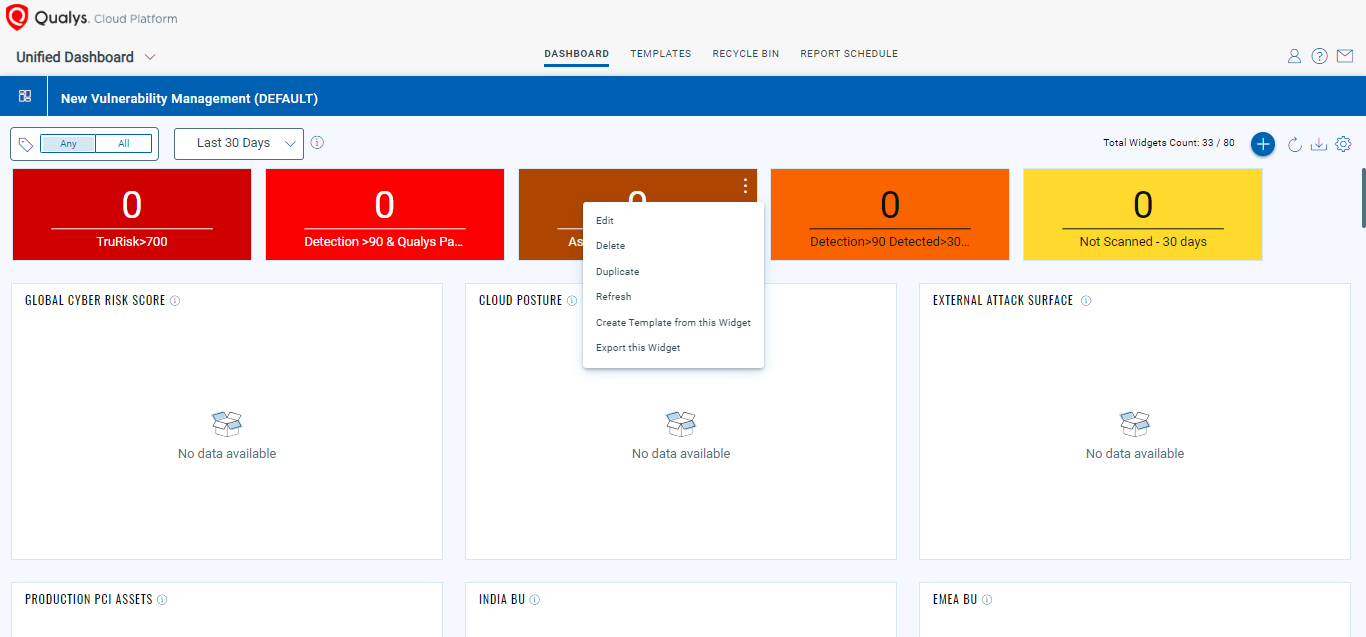 Qualys. Cloud Platform
Unified Dashboard
DASHBOARD TEMPLATES RECYCLE BIN REPORT SCHEDULE
New Vulnerability Management (DEFAULT)
Any All
Last 30 Days
Total Widgets Count: 33 / 80
0
TruRisk>700
0
Detection >90 & Qualys Pa...
0
As
0
Detection>90 Detected>30...
0
Not Scanned - 30 days
Edit
Delete
Duplicate
Refresh
Create Template from this Widget
Export this Widget
GLOBAL CYBER RISK SCORE
No data available
CLOUD POSTURE
No data available
EXTERNAL ATTACK SURFACE
No data available
PRODUCTION PCI ASSETS
INDIA BU
EMEA BU